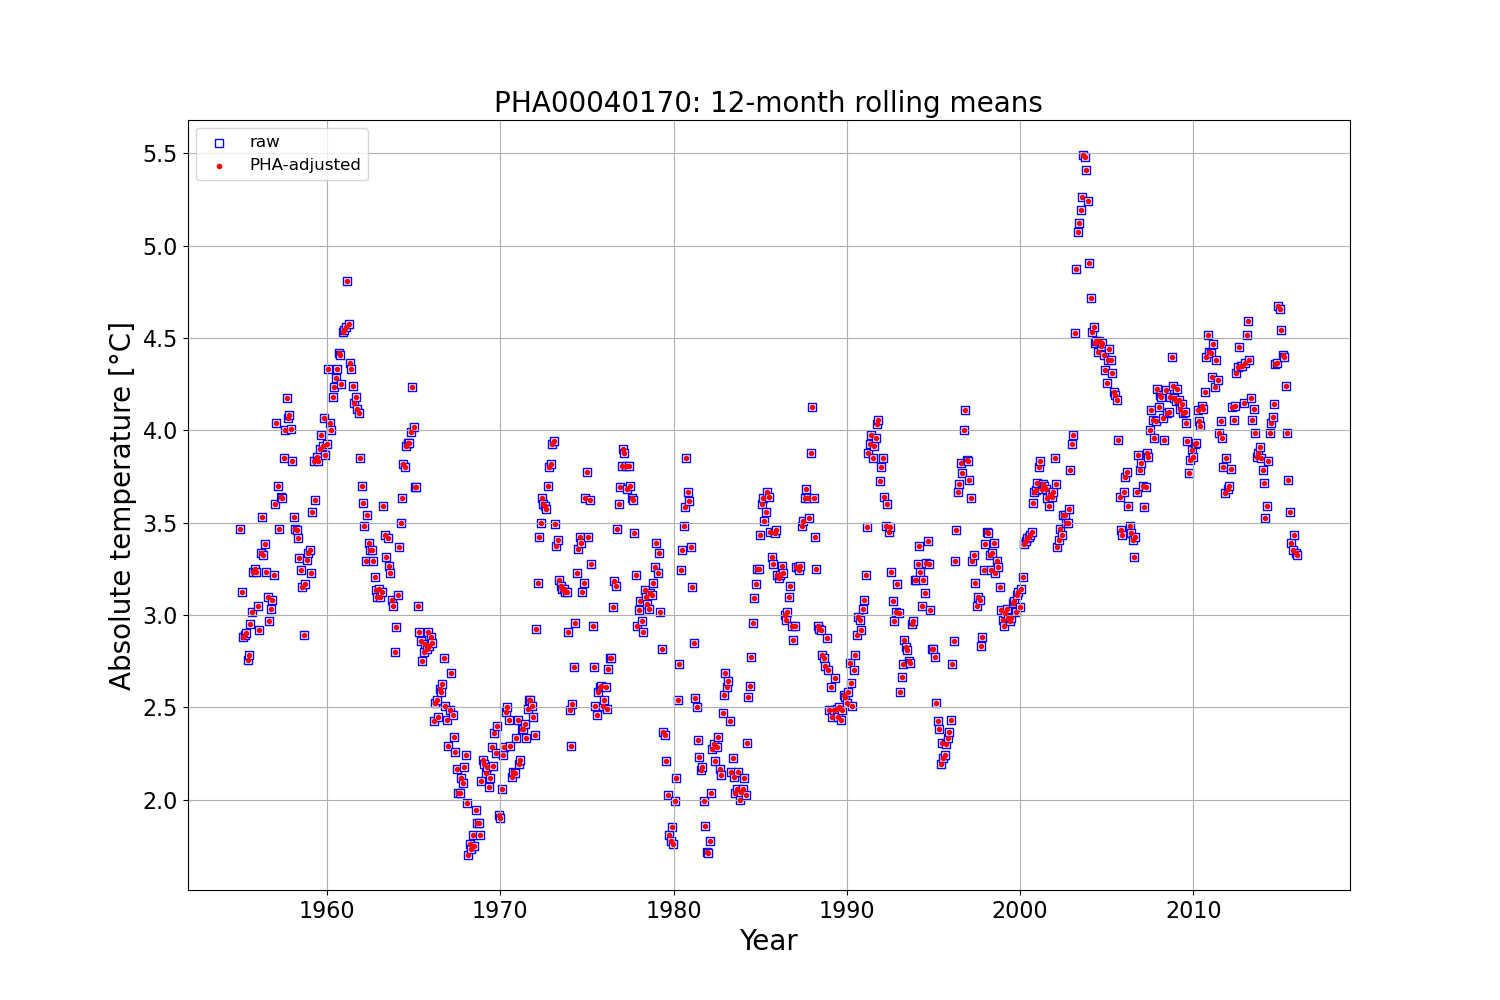 PHA00040170: 12-month rolling means
raw
PHA-adjusted
Absolute temperature [°C]
5.5
5.0
4.5
4.0
3.5
3.0
2.5
2.0
1960 1970 1980 1990 2000 2010
Year